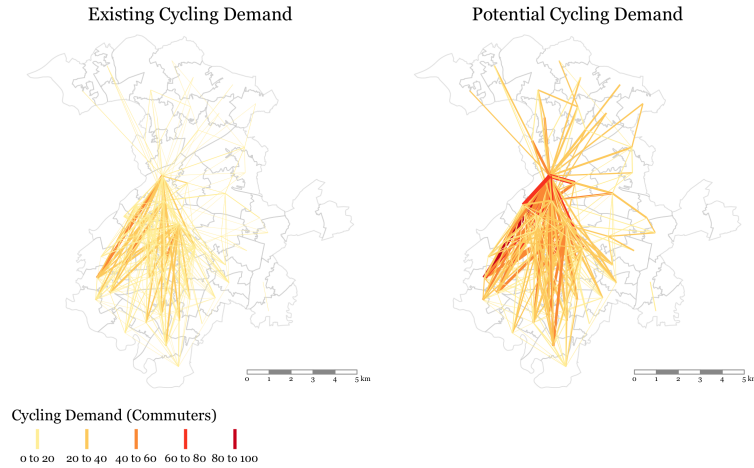 Existing Cycling Demand
Potential Cycling Demand
0 1 2 3 4 5 km
0 1 2 3 4 5 km
Cycling Demand (Commuters)
0 to 20 20 to 40 40 to 60 60 to 80 80 to 100